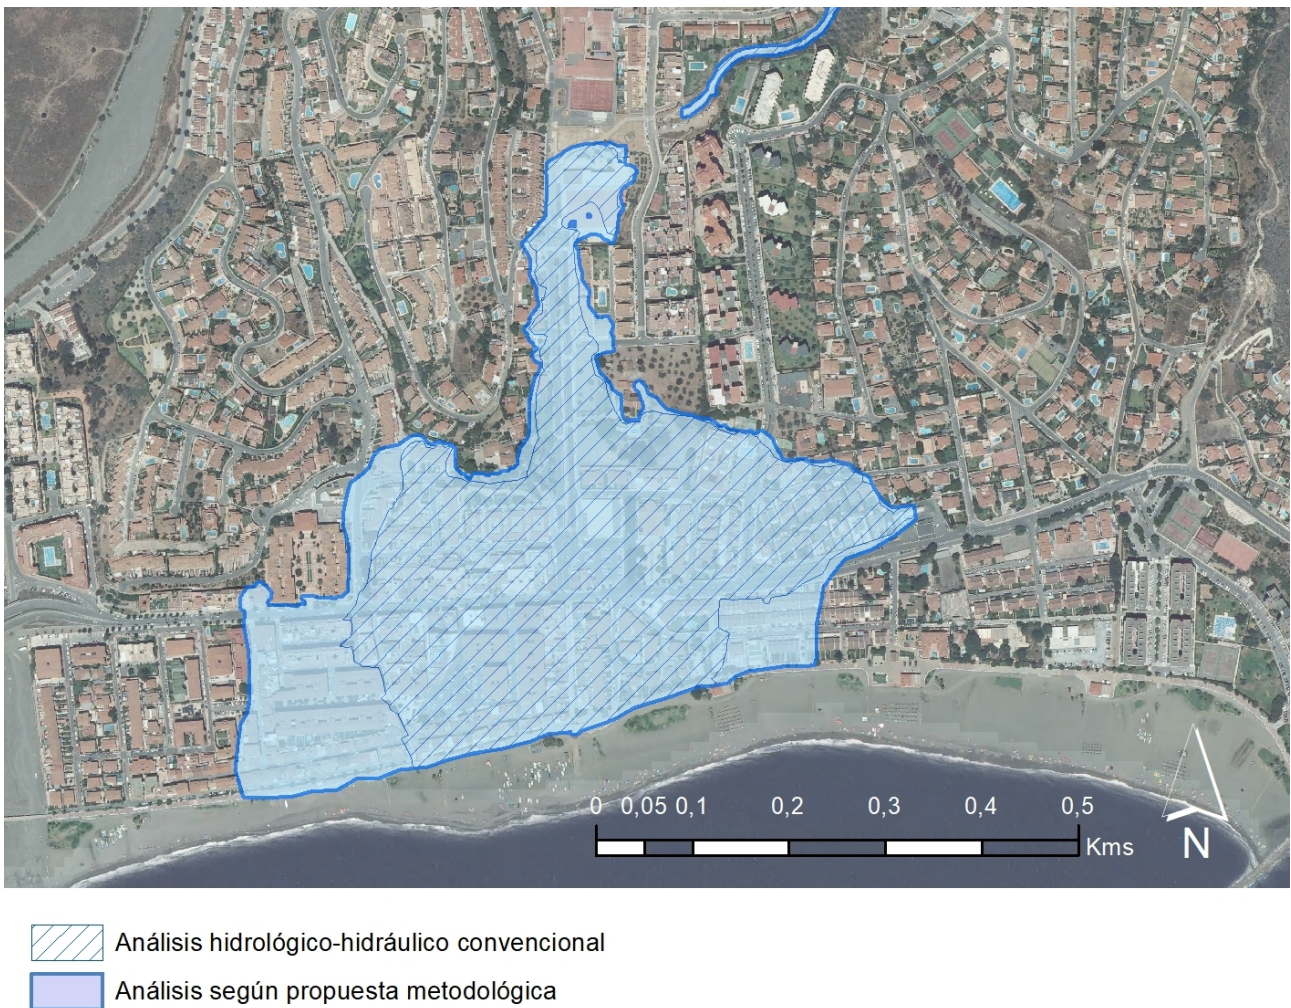 0 0,05 0,1 0,2 0,3 0,4 0,5
Kms
N
Análisis hidrológico-hidráulico convencional
Análisis según propuesta metodológica